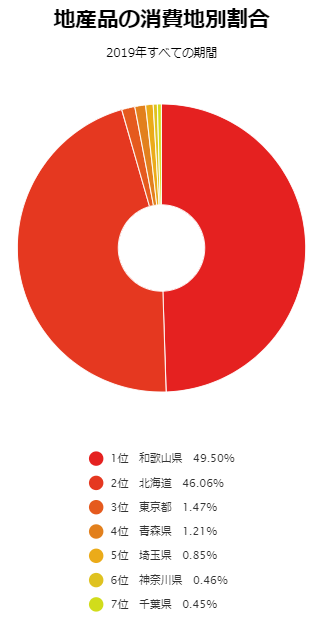 地産品の消費地別割合
2019年すべての期間
1位 和歌山県 49.50%
2位 北海道 46.06%
3位 東京都 1.47%
4位 青森県 1.21%
5位 埼玉県 0.85%
6位 神奈川県 0.46%
7位 千葉県 0.45%